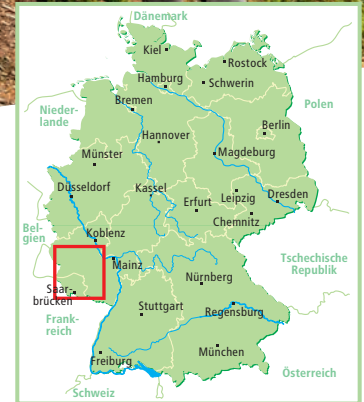 Dänemark
Kiel
Rostock
Hamburg
Schwerin
Bremen
Polen
Nieder-
lande
Berlin
Hannover
Magdeburg
Münster
Düsseldorf
Kassel
Leipzig
Dresden
Erfurt
Chemnitz
Bel-
gien
Koblenz
Mainz
Tschechische
Republik
Nürnberg
Saar-
brücken
Stuttgart
Regensburg
Frank-
reich
München
Freiburg
Österreich
Schweiz